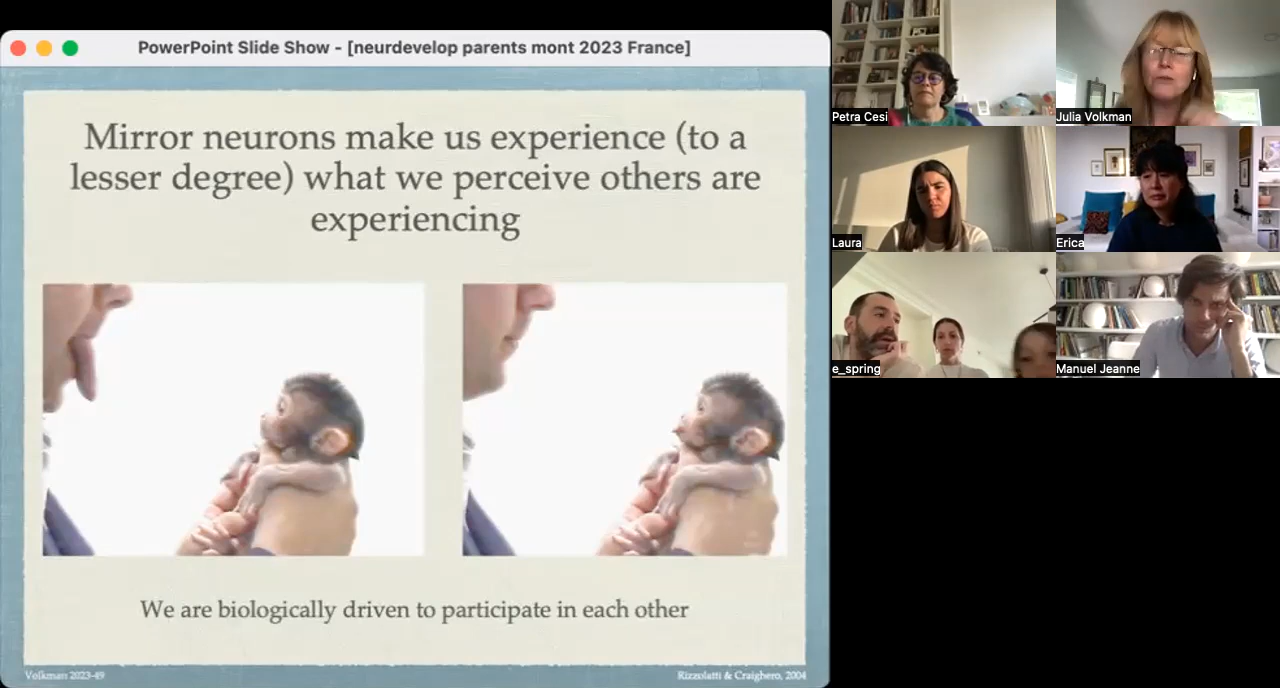 PowerPoint Slide Show - [neurdevelop parents mont 2023 France]
Mirror neurons make us experience (to a
lesser degree) what we perceive others are
experiencing
We are biologically driven to participate in each other
Volkman 2023-49
Rizzolatti & Craighero, 2004
Petra Cesi
Julia Volkman
Laura
Erica
e_spring
Manuel Jeanne